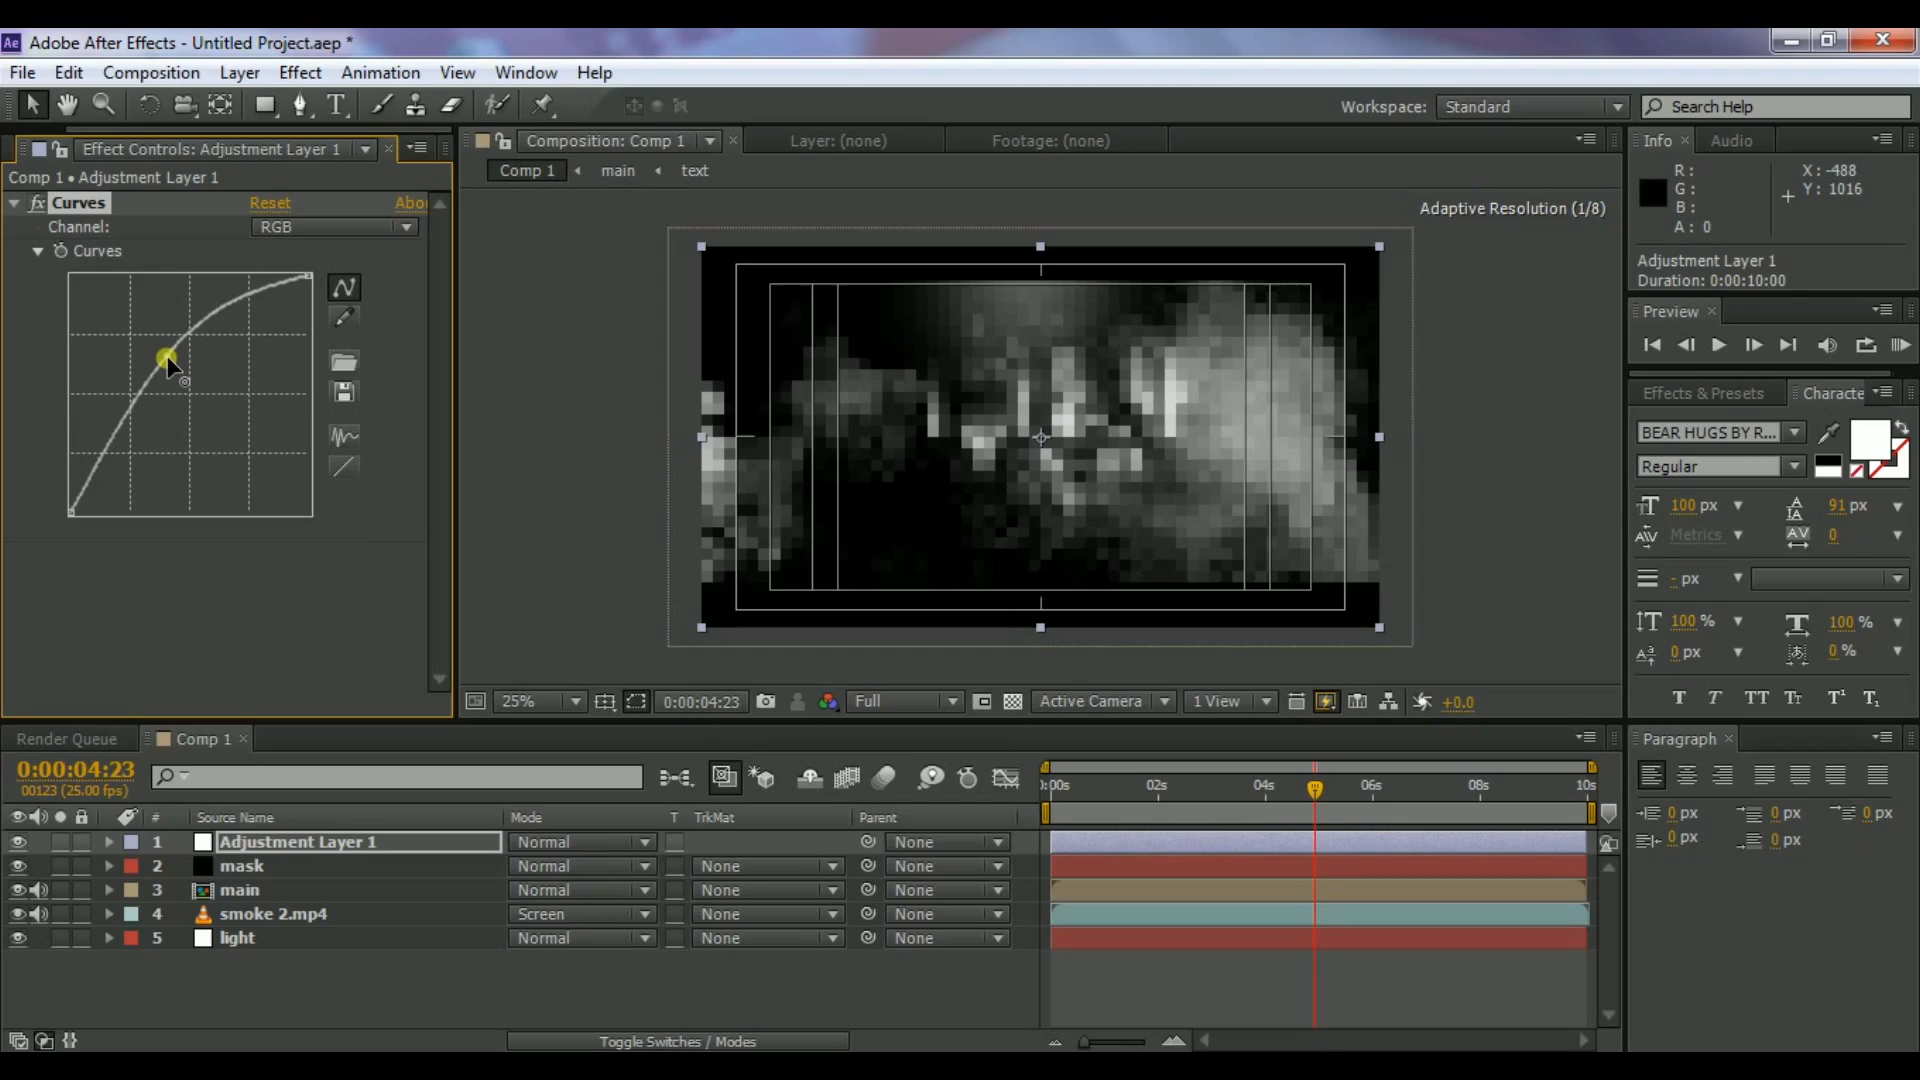 Ae Adobe After Effects - Untitled Project.aep *
File Edit Composition Layer Effect Animation View Window Help
Workspace: Standard Search Help
Effect Controls: Adjustment Layer 1
Composition: Comp 1 Layer: (none) Footage: (none)
Info Audio
Comp 1 • Adjustment Layer 1
Comp 1 main text
fx Curves Reset Abo
Channel: RGB
Curves
Adaptive Resolution (1/8)
R: X: -488
G: Y: 1016
B:
A: 0
Adjustment Layer 1
Duration: 0:00:10:00
Preview
Effects & Presets Characte
BEAR HUGS BY R...
Regular
100 px 91 px
Metrics 0
- px
100 % 100 %
0 px 0 %
T T TT Tt T¹ T₁
25% 0:00:04:23 Full Active Camera 1 View +0.0
Render Queue Comp 1
Paragraph
0:00:04:23
00123 (25.00 fps)
0:00s 02s 04s 06s 08s 10s
0 px 0 px 0 px
0 px 0 px
# Source Name Mode T TrkMat Parent
1 Adjustment Layer 1 Normal None
2 mask Normal None None
3 main Normal None None
4 smoke 2.mp4 Screen None None
5 light Normal None None
Toggle Switches / Modes